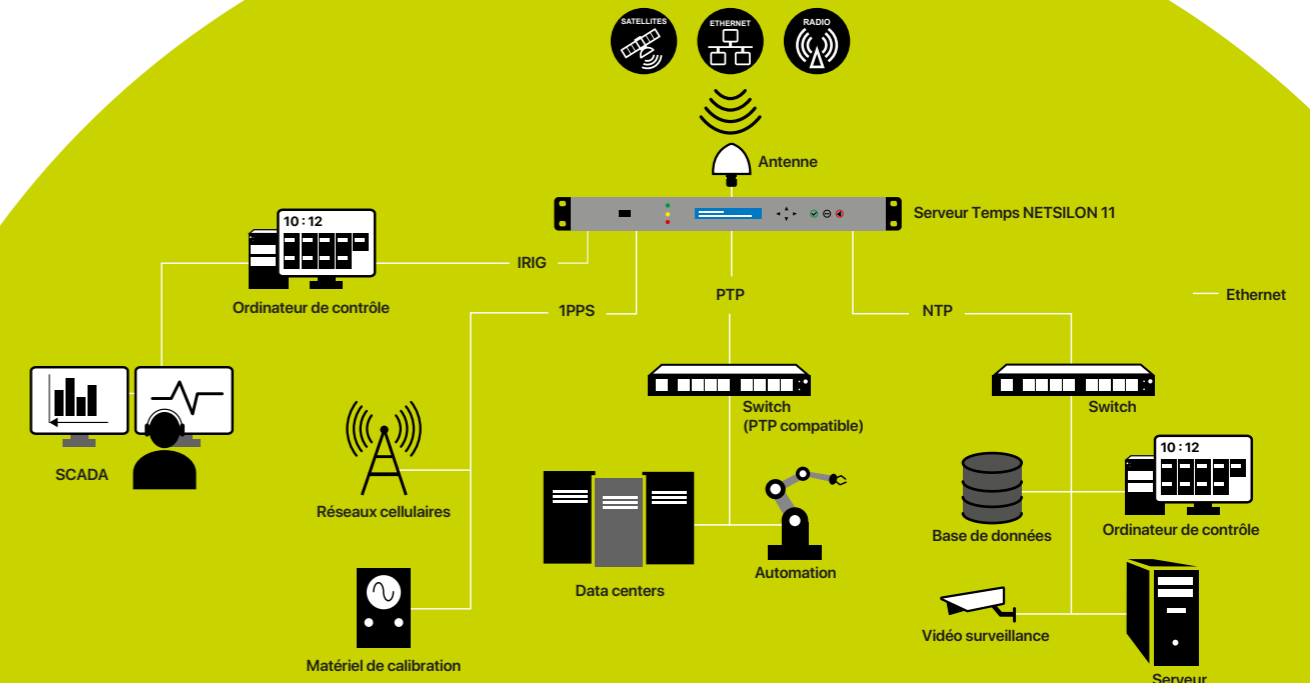 SATELLITES
ETHERNET
RADIO
Antenne
Serveur Temps NETSILON 11
10:12
IRIG
Ordinateur de contrôle
PTP
Ethernet
1PPS
NTP
Switch
(PTP compatible)
Switch
10:12
SCADA
Réseaux cellulaires
Base de données
Ordinateur de contrôle
Automation
Data centers
Vidéo surveillance
Matériel de calibration
Serveur